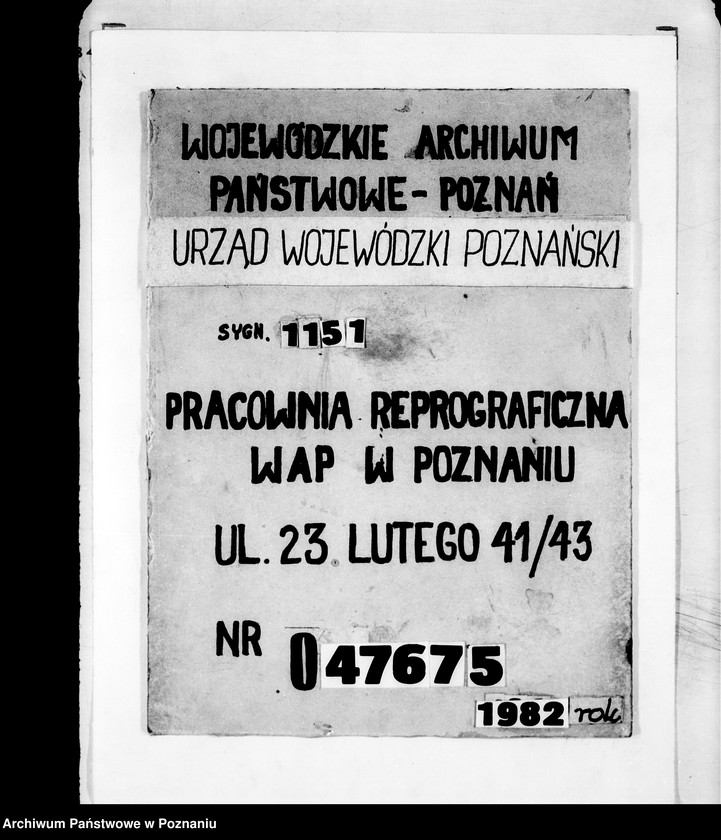 WOJEWÓDZKIE ARCHIWUM
PAŃSTWOWE - POZNAŃ
URZĄD WOJEWÓDZKI POZNAŃSKI
SYGN. 1151
PRACOWNIA REPROGRAFICZNA
WAP W POZNANIU
UL. 23 LUTEGO 41/43
NR 047675
1982 rok.
Archiwum Państwowe w Poznaniu